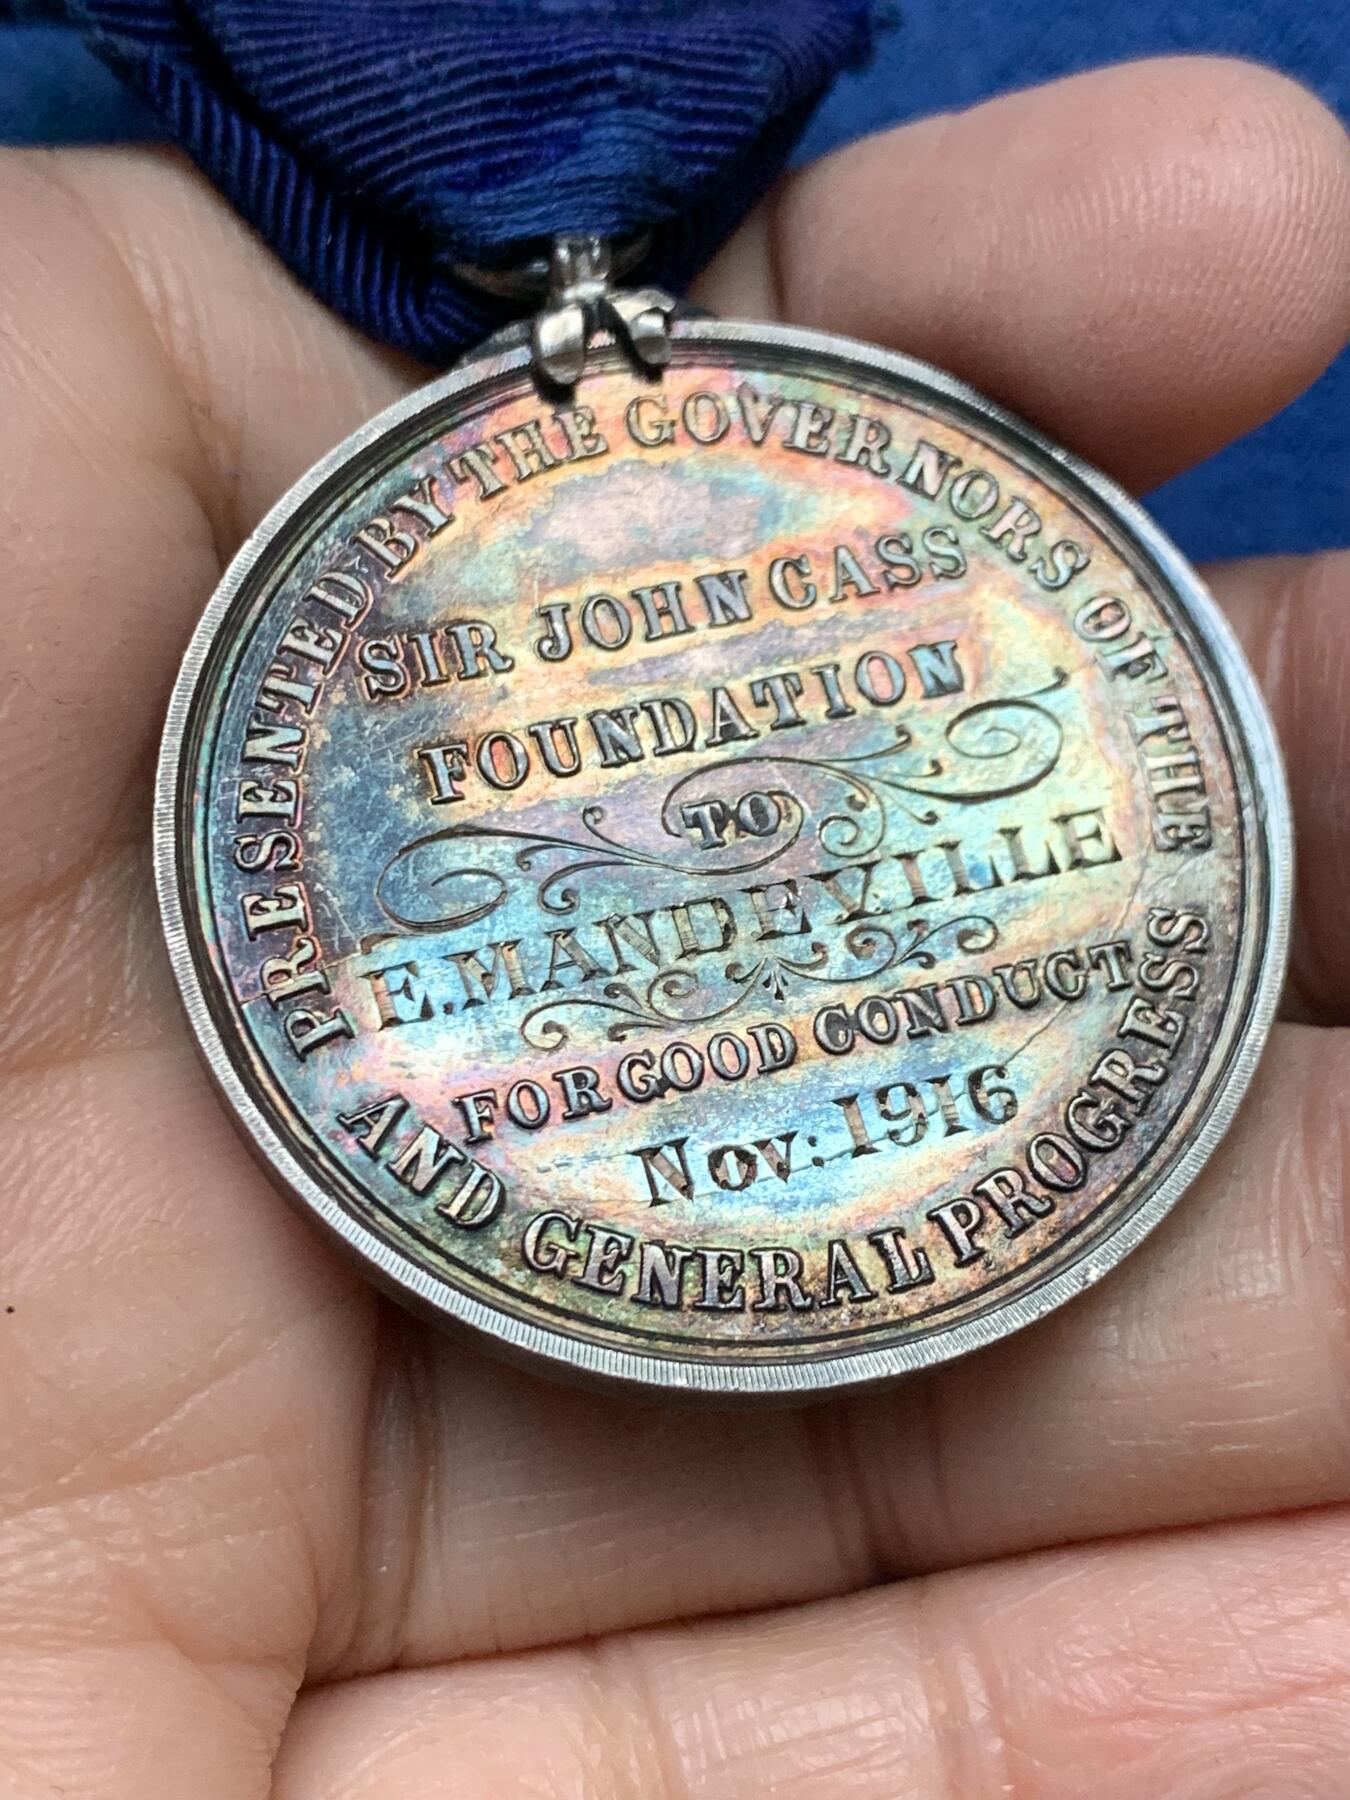 PRESENTED BY THE GOVERNORS OF THE
SIR JOHN CASS
FOUNDATION
TO
E. MANDEVILLE
FOR GOOD CONDUCT
Nov: 1916
AND GENERAL PROGRESS